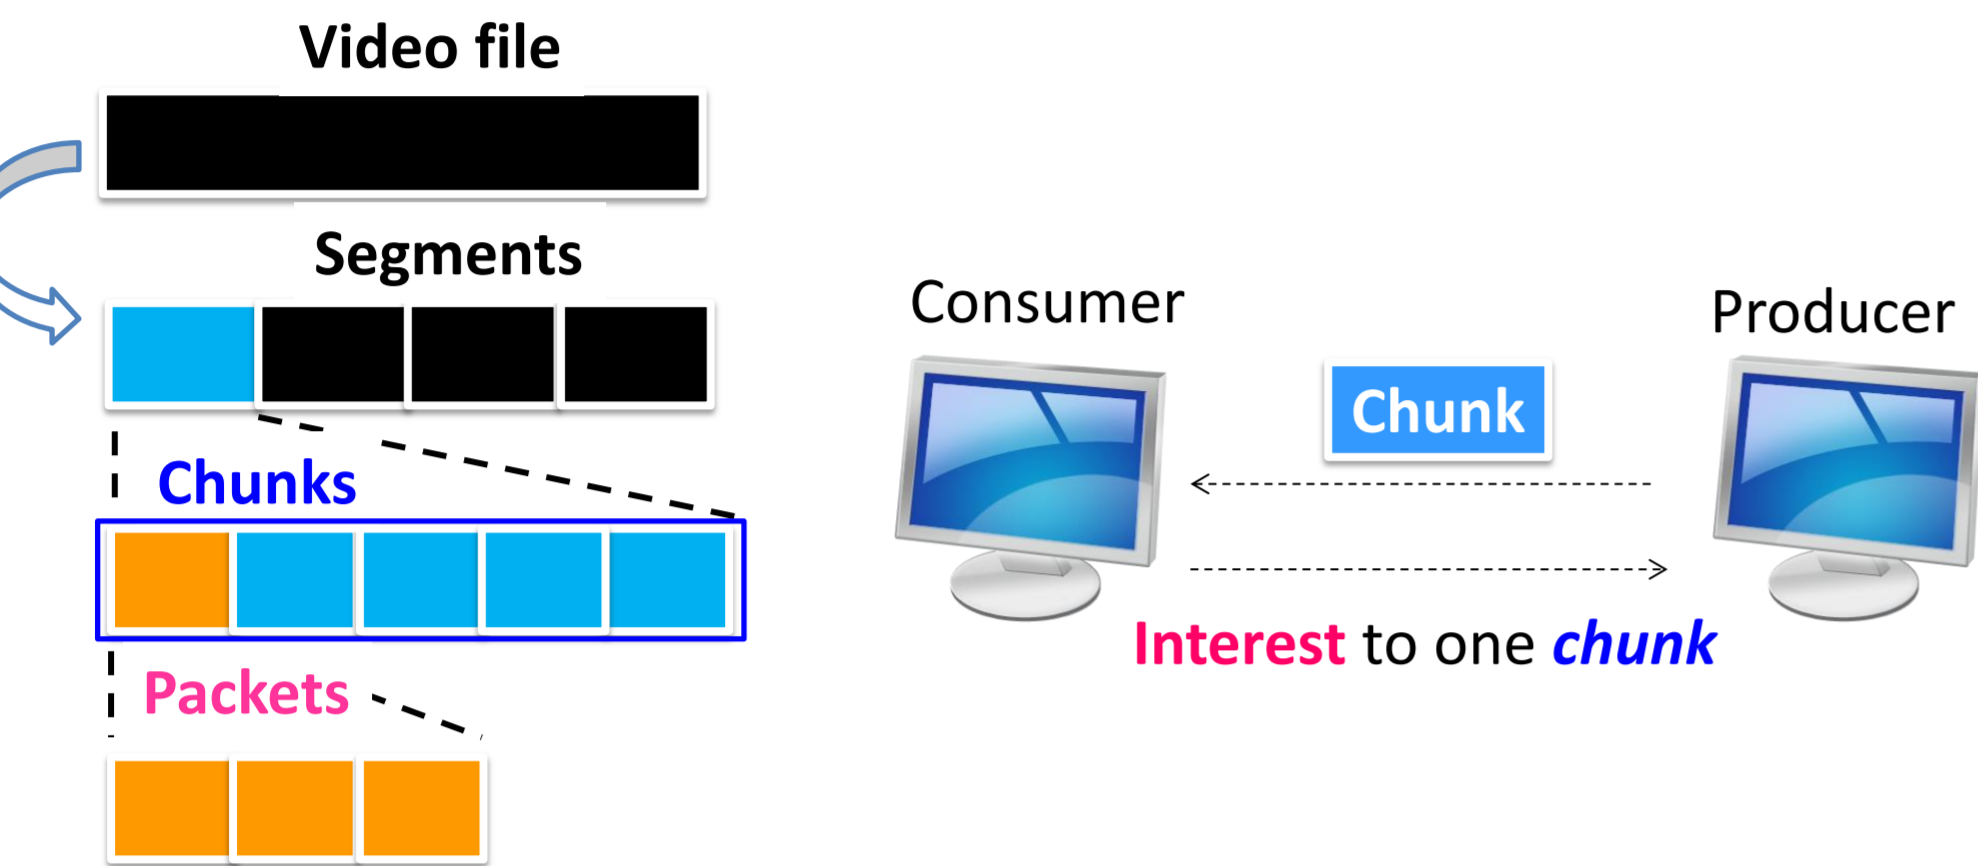 Video file
Segments
Chunks
Packets
Consumer
Producer
Chunk
Interest to one chunk